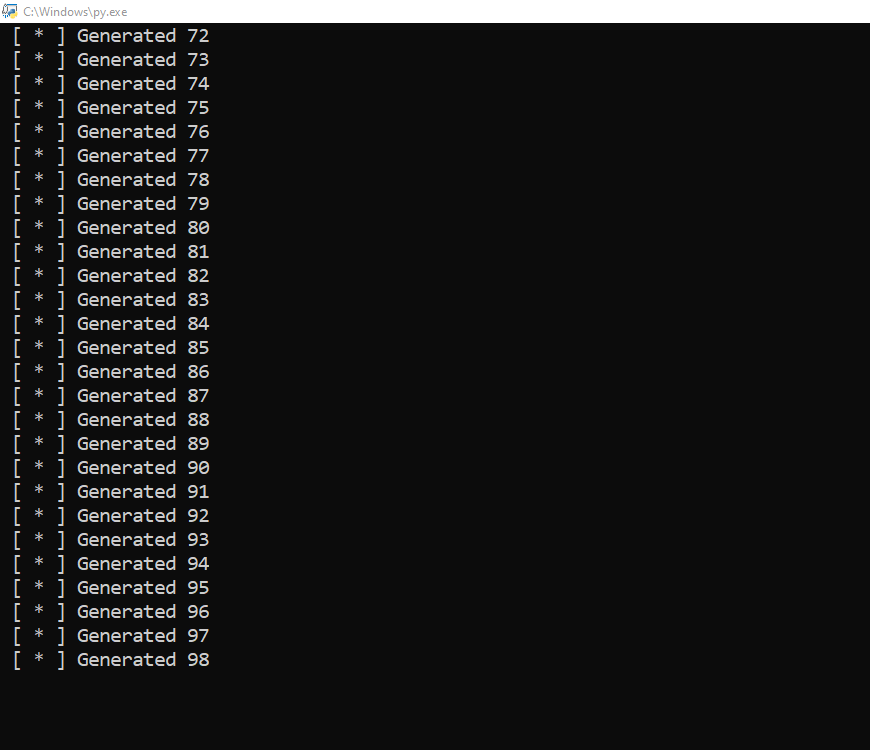 C:\Windows\py.exe
[ * ] Generated 72
[ * ] Generated 73
[ * ] Generated 74
[ * ] Generated 75
[ * ] Generated 76
[ * ] Generated 77
[ * ] Generated 78
[ * ] Generated 79
[ * ] Generated 80
[ * ] Generated 81
[ * ] Generated 82
[ * ] Generated 83
[ * ] Generated 84
[ * ] Generated 85
[ * ] Generated 86
[ * ] Generated 87
[ * ] Generated 88
[ * ] Generated 89
[ * ] Generated 90
[ * ] Generated 91
[ * ] Generated 92
[ * ] Generated 93
[ * ] Generated 94
[ * ] Generated 95
[ * ] Generated 96
[ * ] Generated 97
[ * ] Generated 98